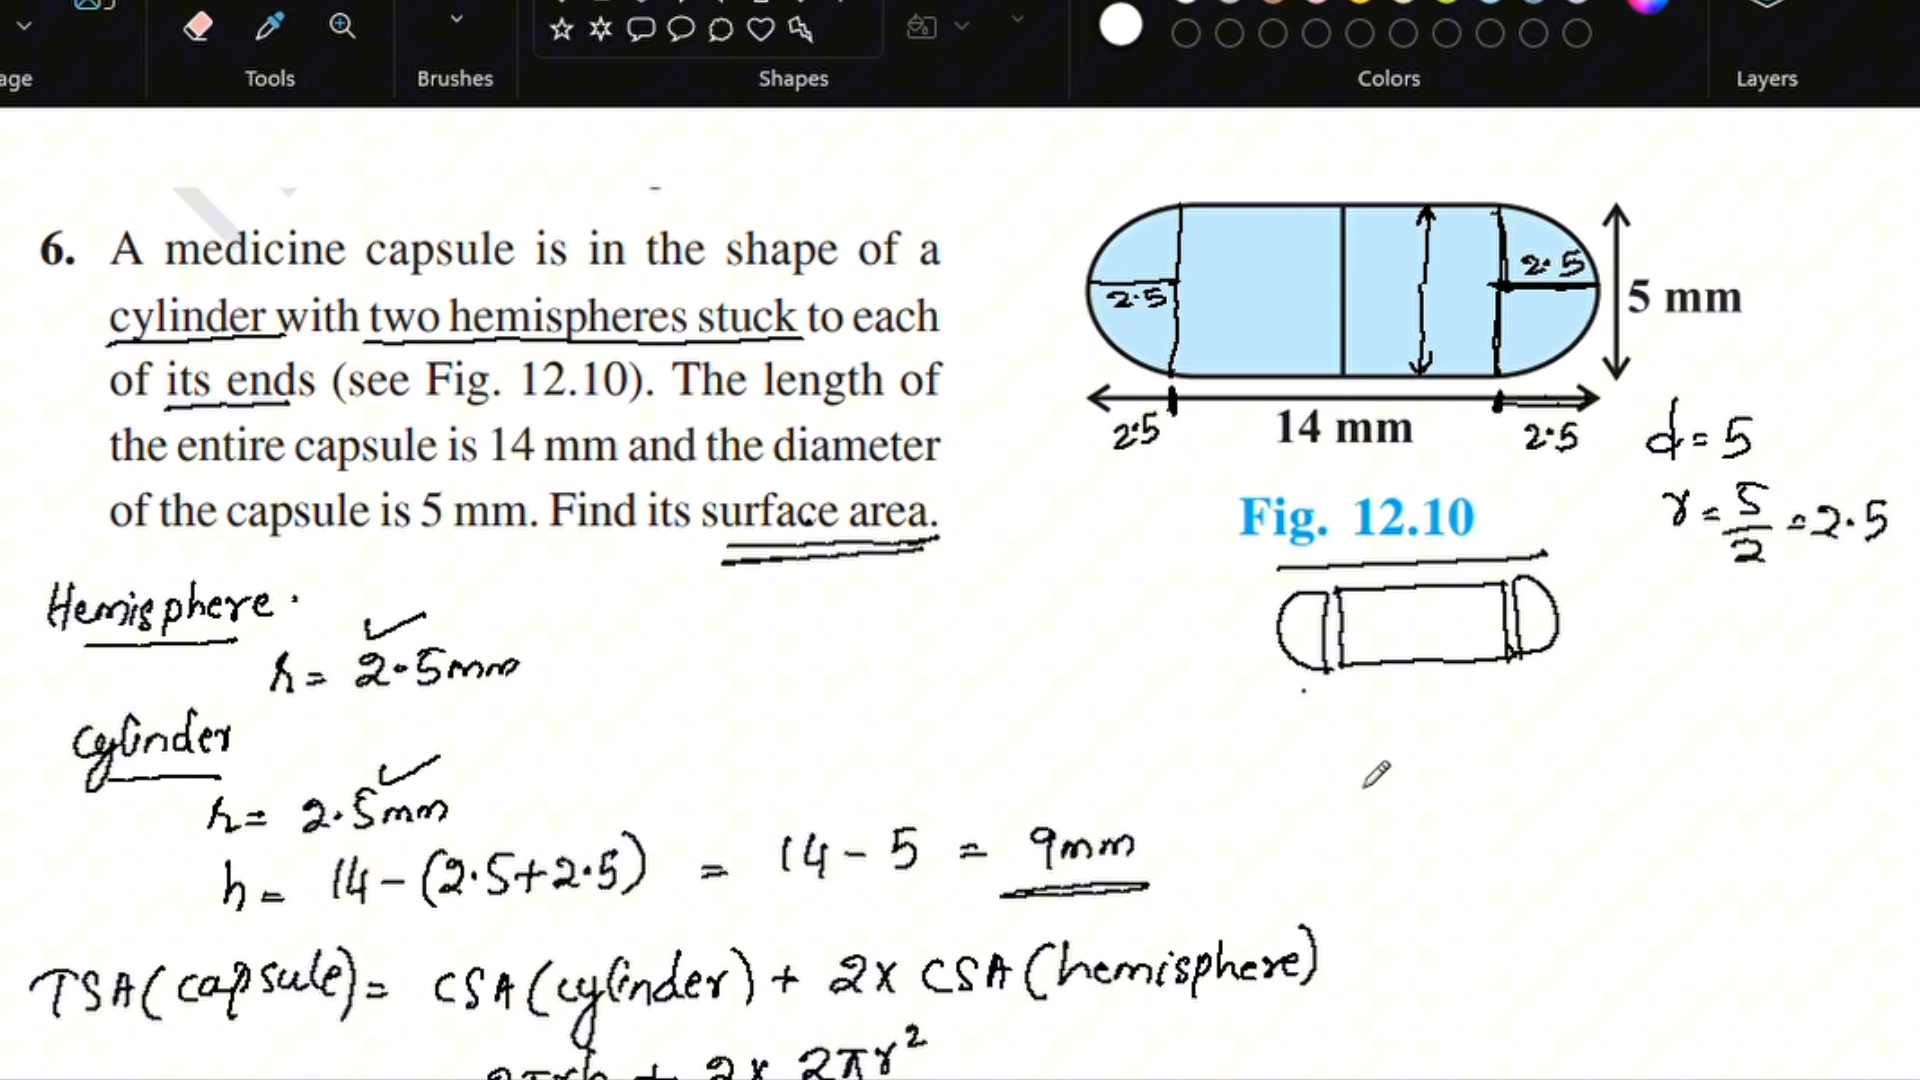 age
Tools
Brushes
Shapes
Colors
Layers
6. A medicine capsule is in the shape of a
cylinder with two hemispheres stuck to each
of its ends (see Fig. 12.10). The length of
the entire capsule is 14 mm and the diameter
of the capsule is 5 mm. Find its surface area.
2.5
2.5
5 mm
2.5
14 mm
2.5
d = 5
r = 5/2 = 2.5
Fig. 12.10
Hemisphere.
r = 2.5mm
Cylinder
r = 2.5mm
h = 14 - (2.5+2.5) = 14 - 5 = 9mm
TSA(capsule) = CSA(cylinder) + 2 x CSA(hemisphere)
2πrh + 2 x 2πr²